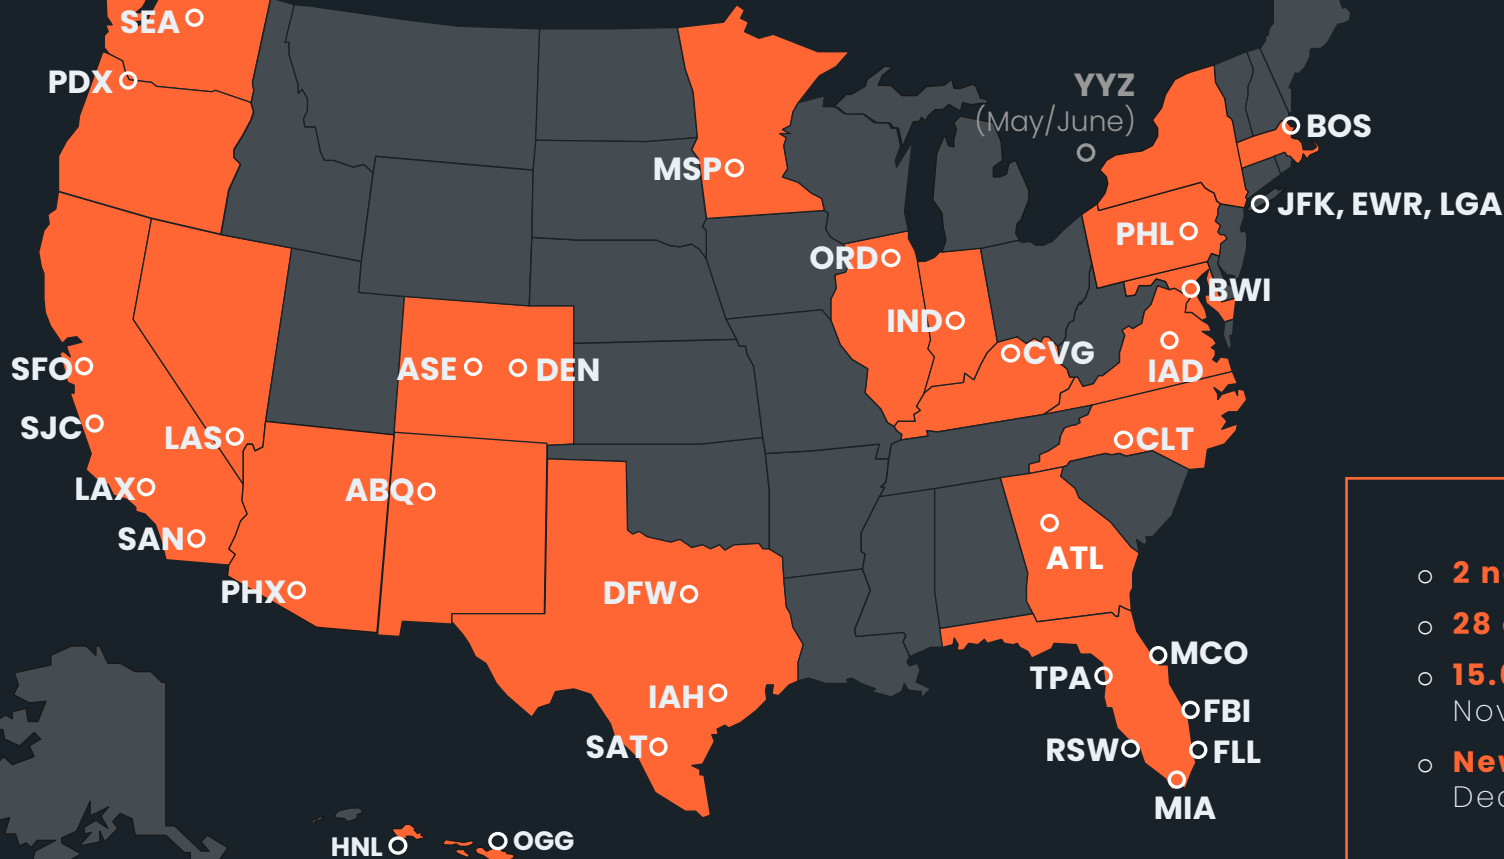 SEA
PDX
YYZ
(May/June)
BOS
MSP
JFK, EWR, LGA
PHL
ORD
BWI
IND
CVG
IAD
SFO
ASE
DEN
SJC
LAS
CLT
LAX
ABQ
SAN
ATL
PHX
DFW
2 n
28
15.
Nov
New
Dec
MCO
TPA
IAH
FBI
SAT
RSW
FLL
MIA
HNL
OGG